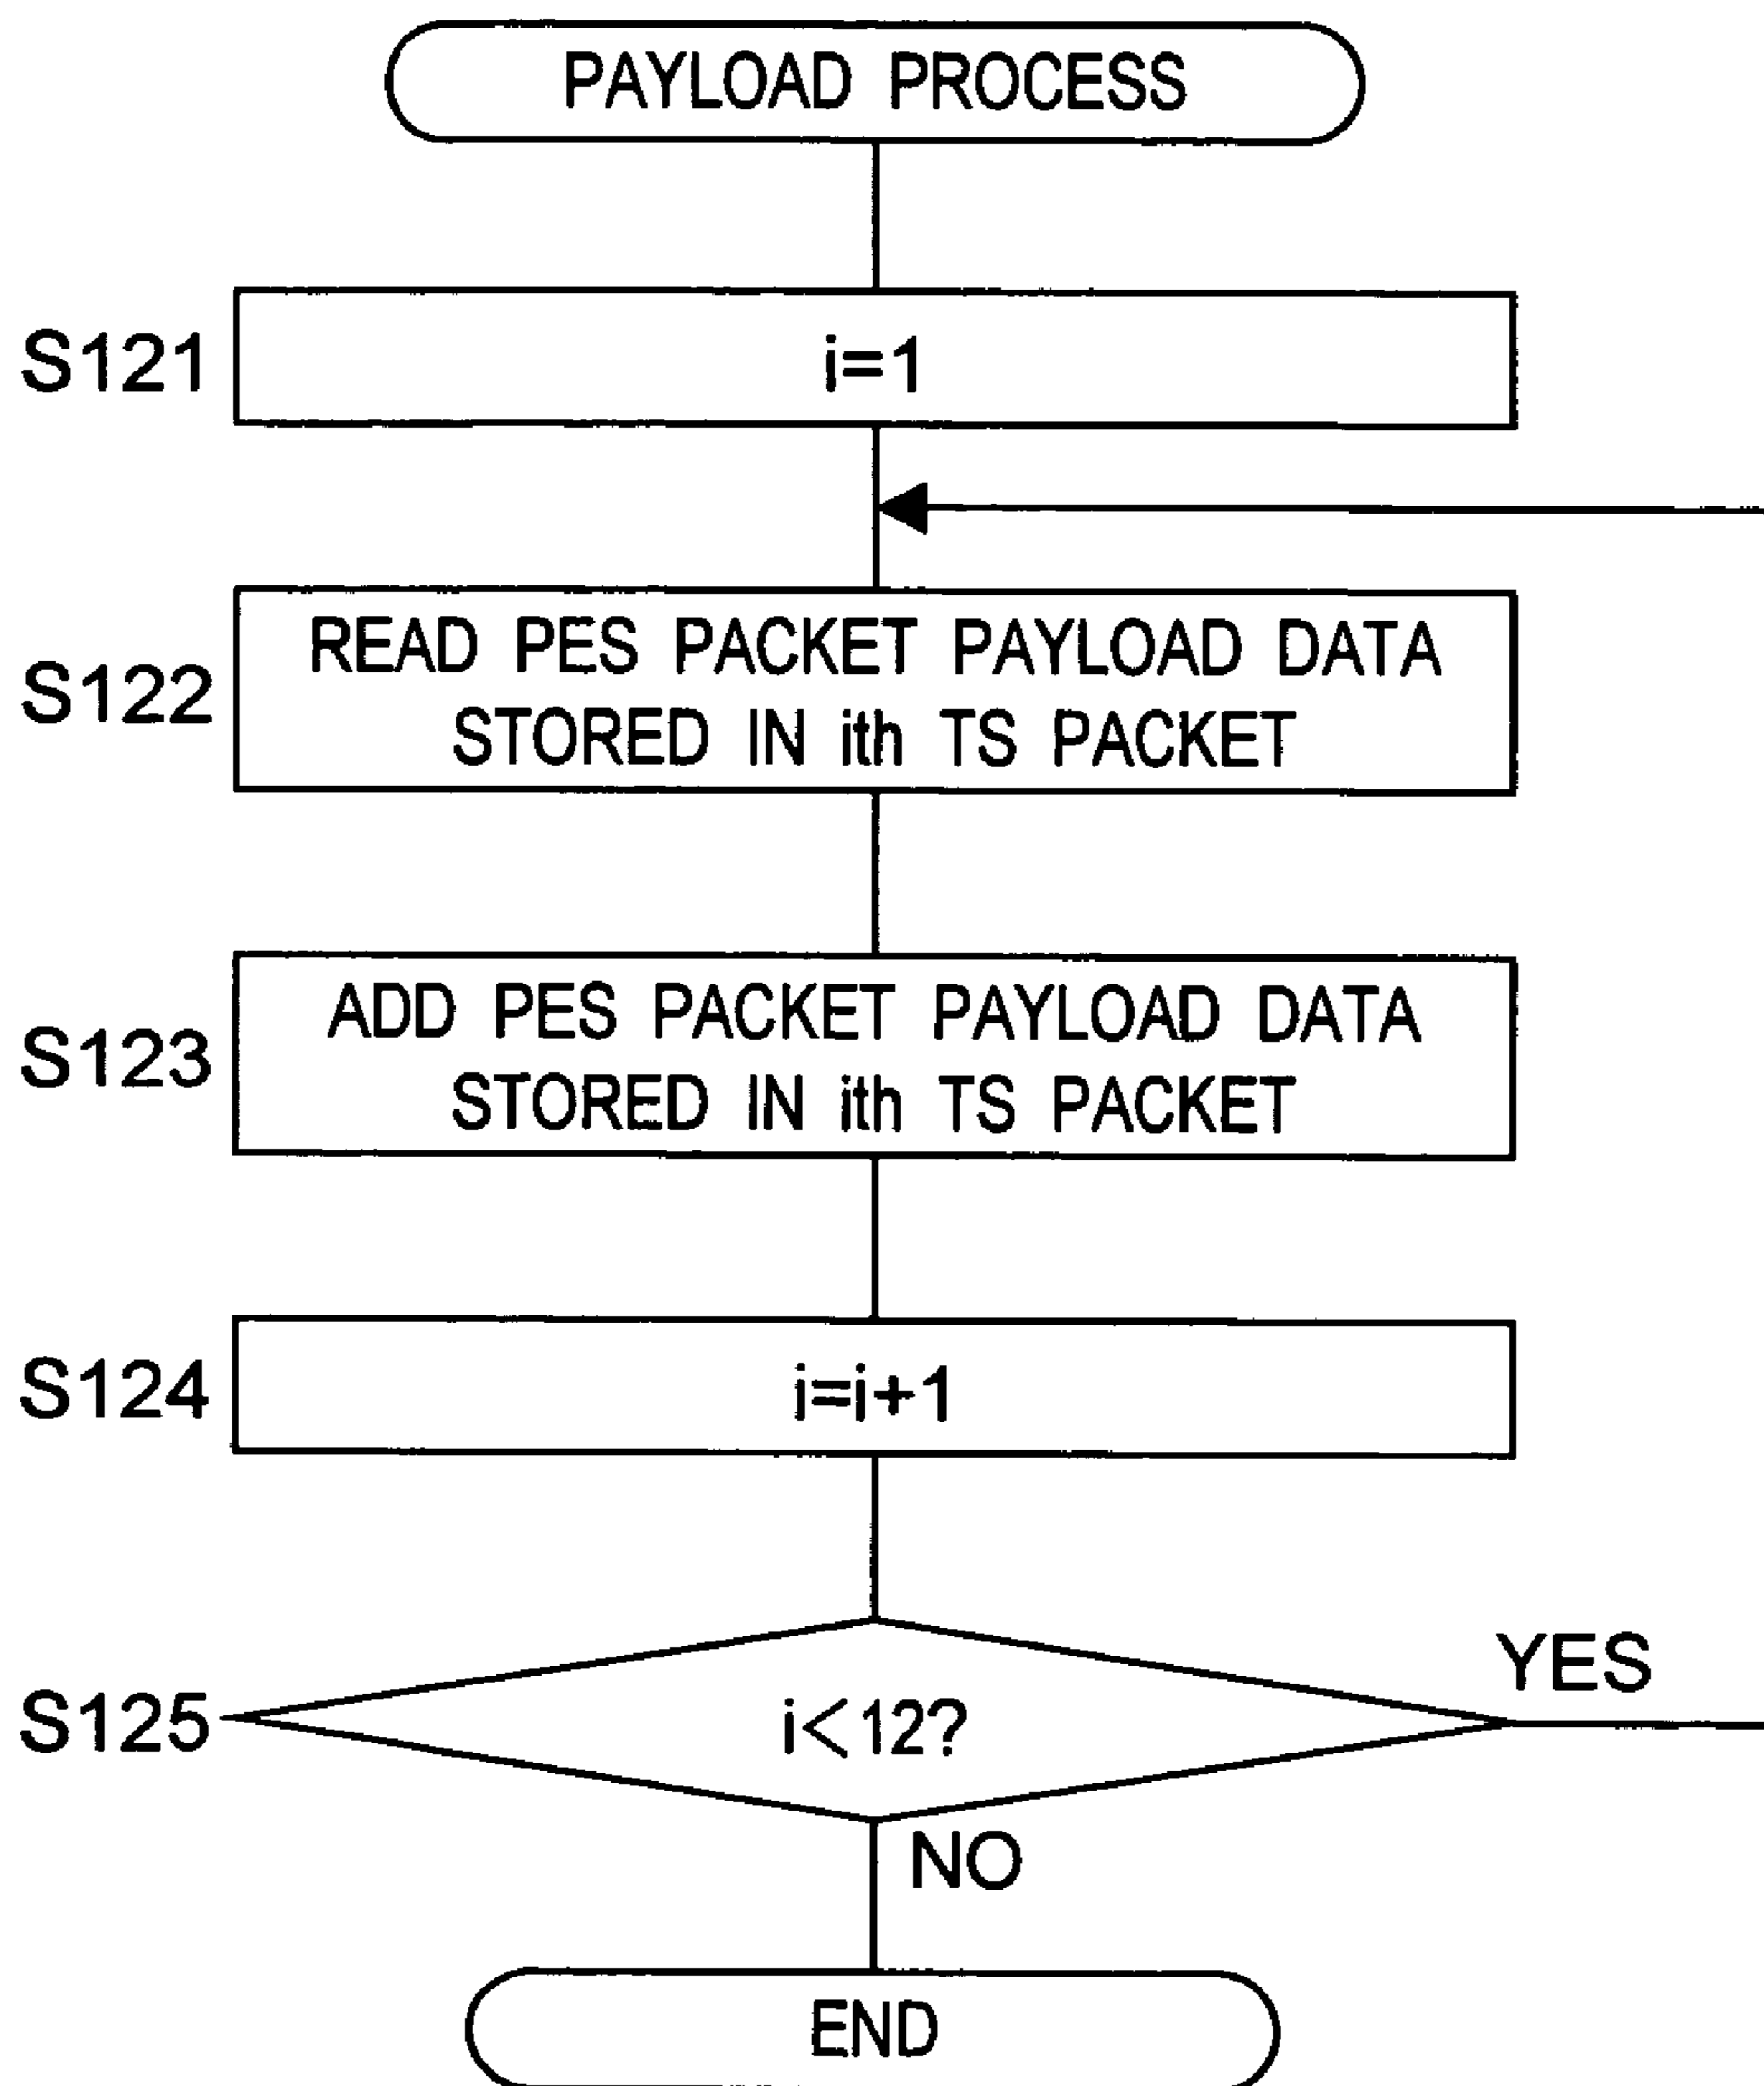 PAYLOAD PROCESS
S121
i=1
S122
READ PES PACKET PAYLOAD DATA
STORED IN ith TS PACKET
S123
ADD PES PACKET PAYLOAD DATA
STORED IN ith TS PACKET
S124
i=i+1
S125
i<12?
YES
NO
END